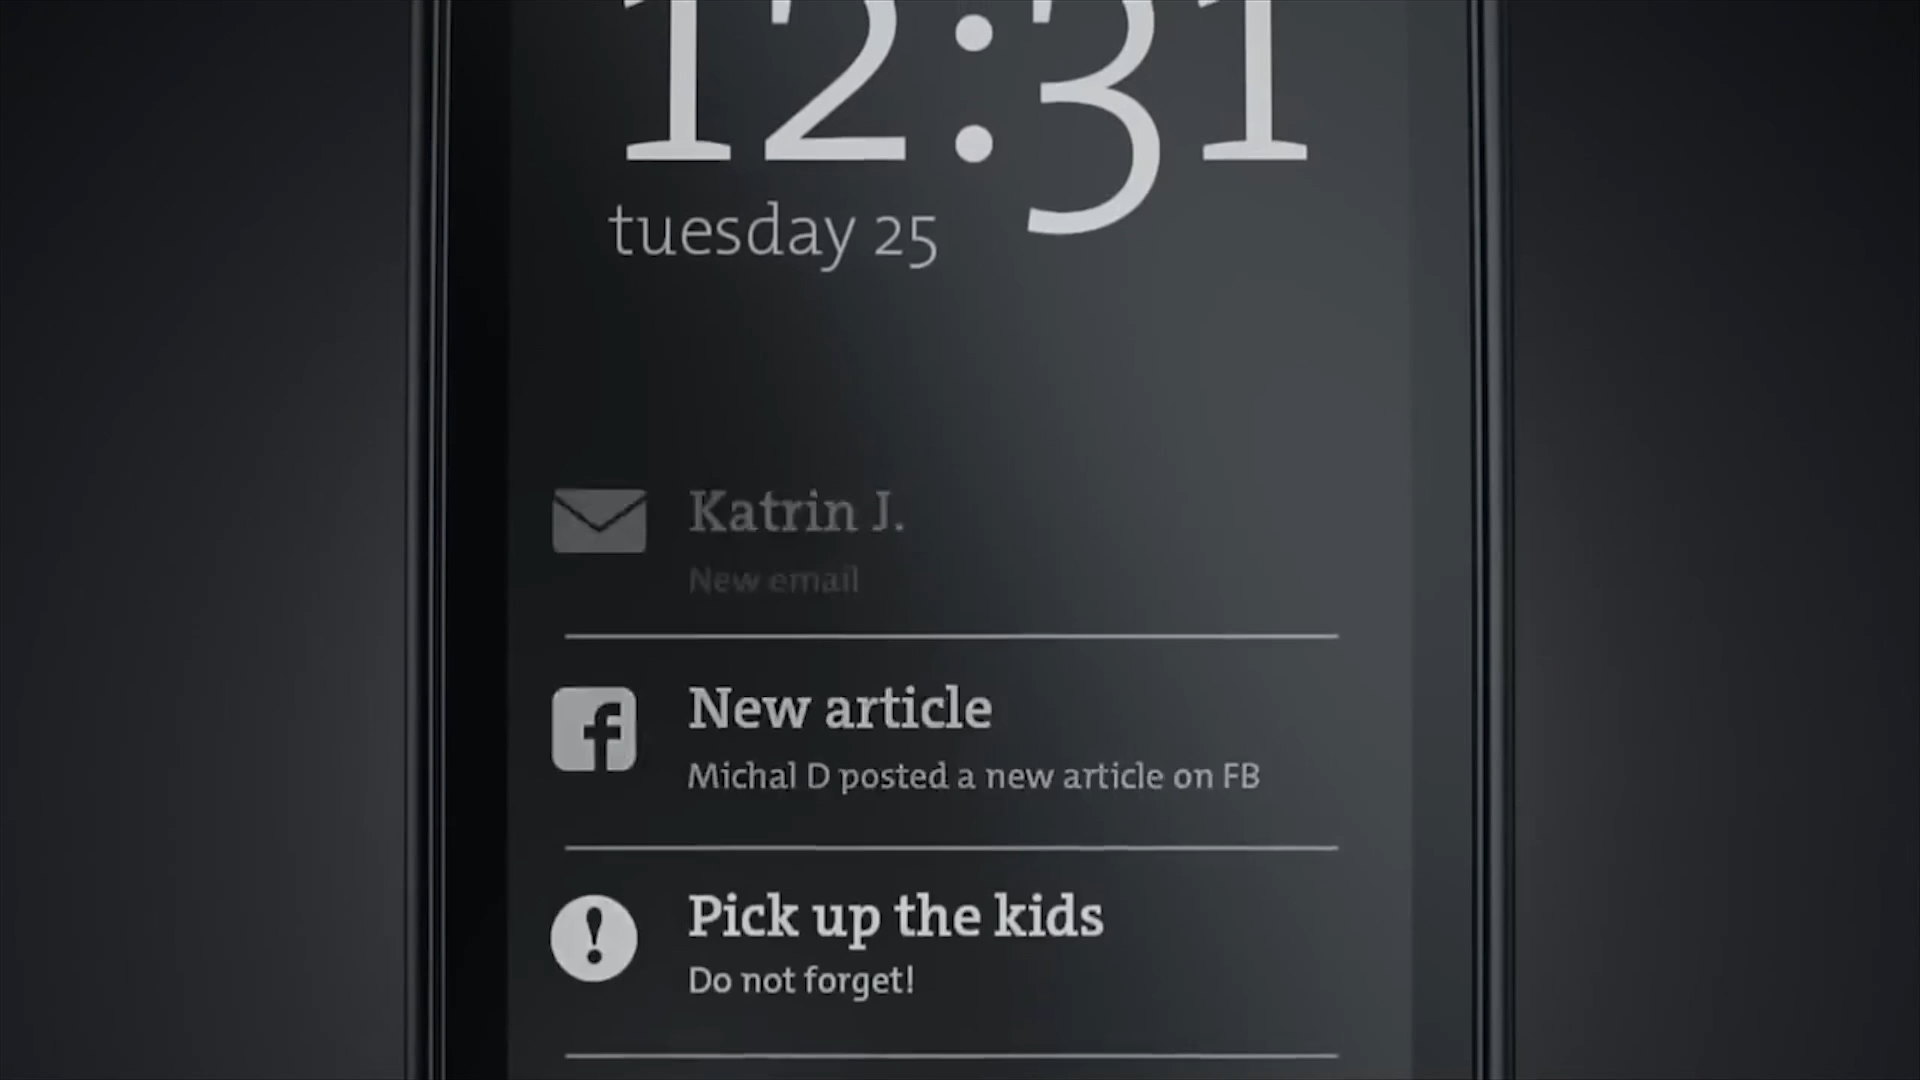 12:31
tuesday 25
Katrin J.
New email
New article
Michal D posted a new article on FB
Pick up the kids
Do not forget!